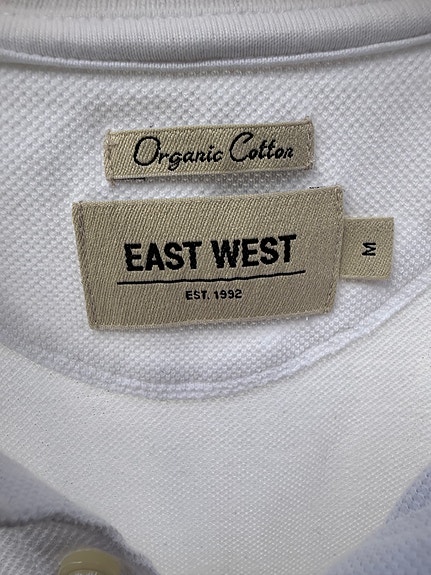 Organic Cotton
EAST WEST
M
EST. 1992